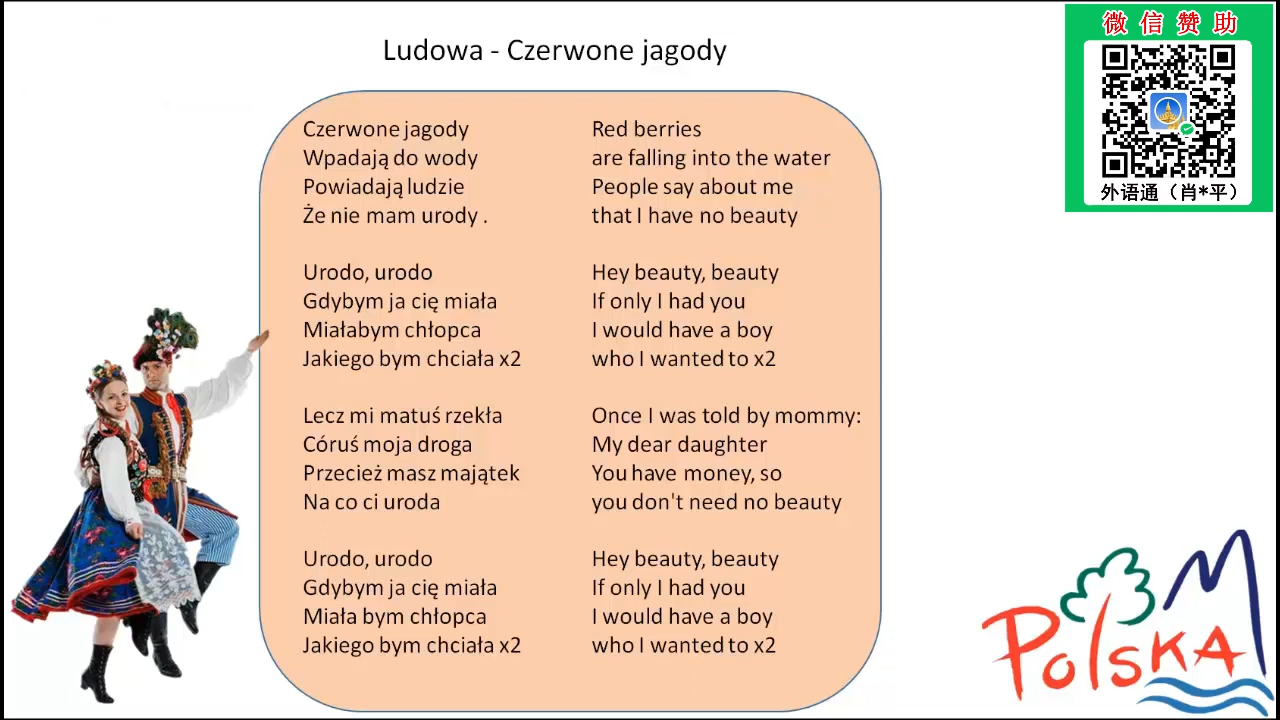 Ludowa - Czerwone jagody
微信赞助
外语通（肖*平）
Czerwone jagody
Wpadają do wody
Powiadają ludzie
Że nie mam urody .
Urodo, urodo
Gdybym ja cię miała
Miałabym chłopca
Jakiego bym chciała x2
Lecz mi matuś rzekła
Córuś moja droga
Przecież masz majątek
Na co ci uroda
Urodo, urodo
Gdybym ja cię miała
Miała bym chłopca
Jakiego bym chciała x2
Red berries
are falling into the water
People say about me
that I have no beauty
Hey beauty, beauty
If only I had you
I would have a boy
who I wanted to x2
Once I was told by mommy:
My dear daughter
You have money, so
you don't need no beauty
Hey beauty, beauty
If only I had you
I would have a boy
who I wanted to x2
PolsKA